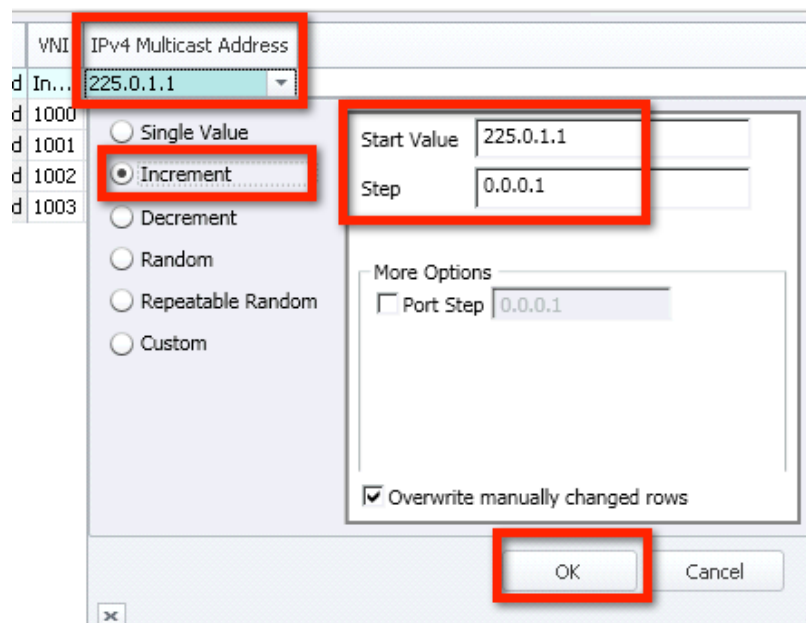 VNI IPv4 Multicast Address
d In... 225.0.1.1
d 1000
d 1001
d 1002
d 1003
Single Value
Increment
Decrement
Random
Repeatable Random
Custom
Start Value 225.0.1.1
Step 0.0.0.1
More Options
Port Step 0.0.0.1
Overwrite manually changed rows
OK Cancel